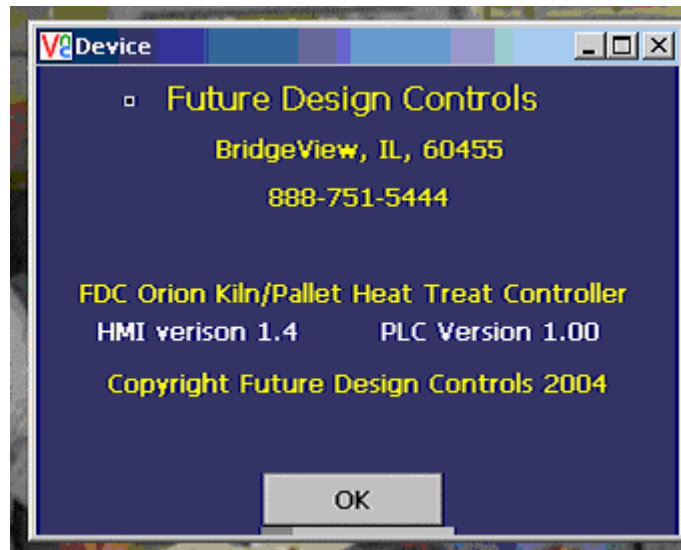 Device
Future Design Controls
BridgeView, IL, 60455
888-751-5444
FDC Orion Kiln/Pallet Heat Treat Controller
HMI verison 1.4 PLC Version 1.00
Copyright Future Design Controls 2004
OK